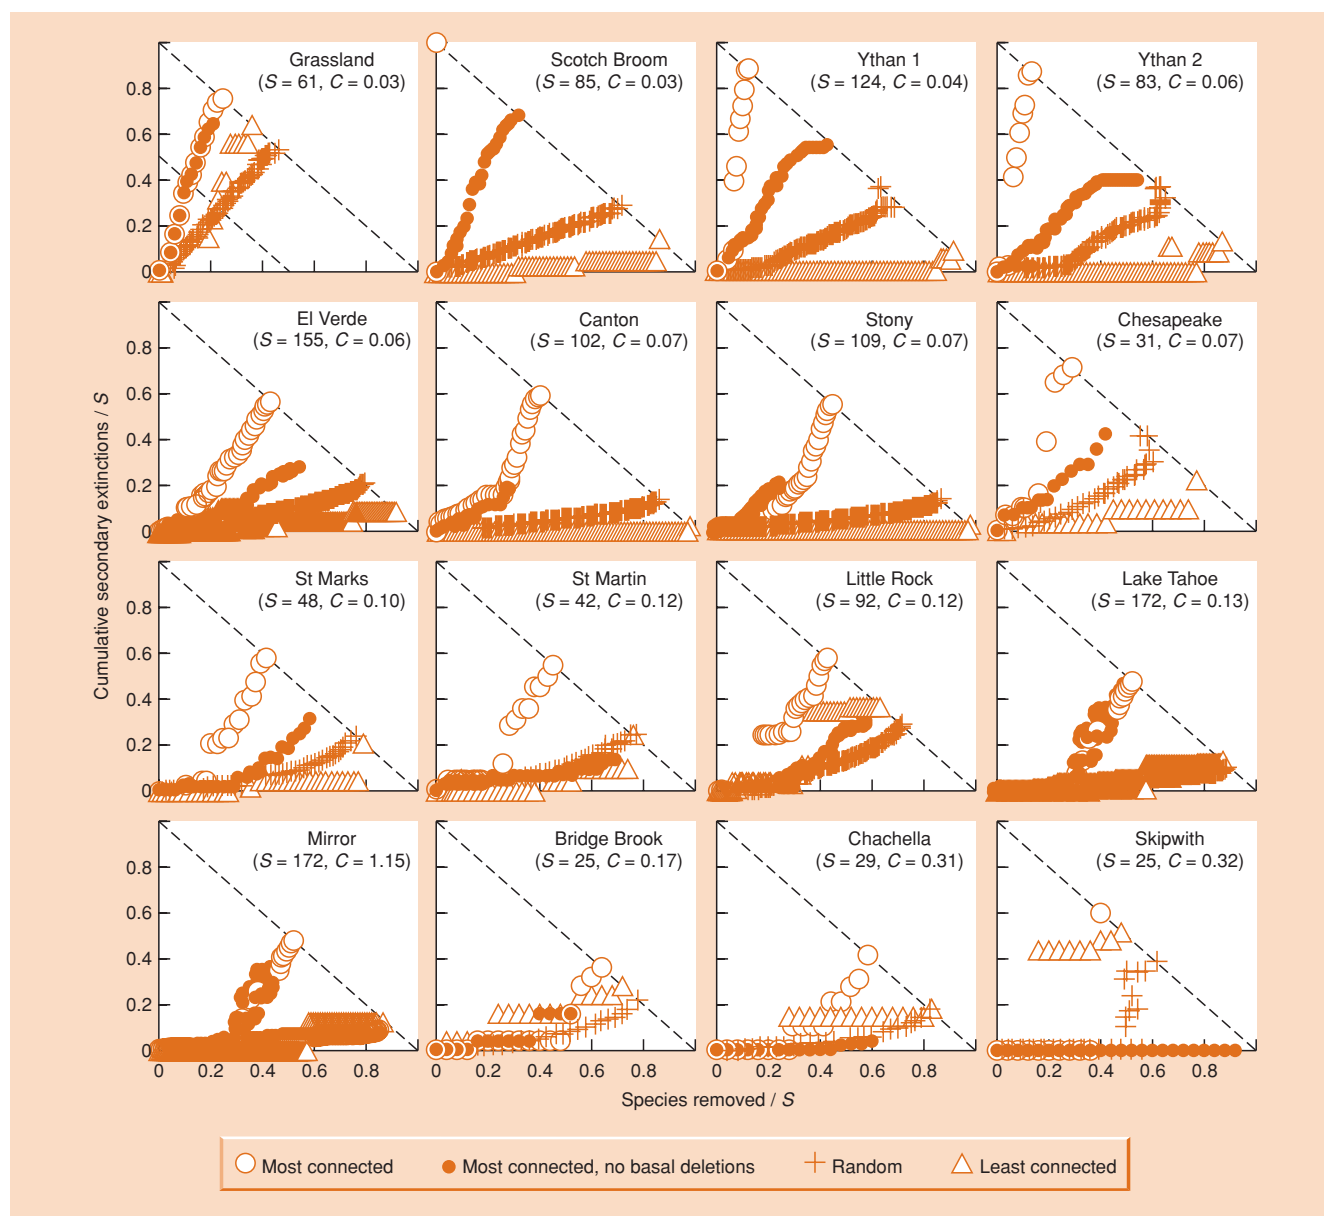 Grassland
(S = 61, C = 0.03)
Scotch Broom
(S = 85, C = 0.03)
Ythan 1
(S = 124, C = 0.04)
Ythan 2
(S = 83, C = 0.06)
0.8
0.6
0.4
0.2
0
El Verde
(S = 155, C = 0.06)
Canton
(S = 102, C = 0.07)
Stony
(S = 109, C = 0.07)
Chesapeake
(S = 31, C = 0.07)
0.8
0.6
0.4
0.2
0
Cumulative secondary extinctions / S
St Marks
(S = 48, C = 0.10)
St Martin
(S = 42, C = 0.12)
Little Rock
(S = 92, C = 0.12)
Lake Tahoe
(S = 172, C = 0.13)
0.8
0.6
0.4
0.2
0
Mirror
(S = 172, C = 1.15)
Bridge Brook
(S = 25, C = 0.17)
Chachella
(S = 29, C = 0.31)
Skipwith
(S = 25, C = 0.32)
0.8
0.6
0.4
0.2
0
0 0.2 0.4 0.6 0.8
0 0.2 0.4 0.6 0.8
0 0.2 0.4 0.6 0.8
0 0.2 0.4 0.6 0.8
Species removed / S
Most connected
Most connected, no basal deletions
Random
Least connected